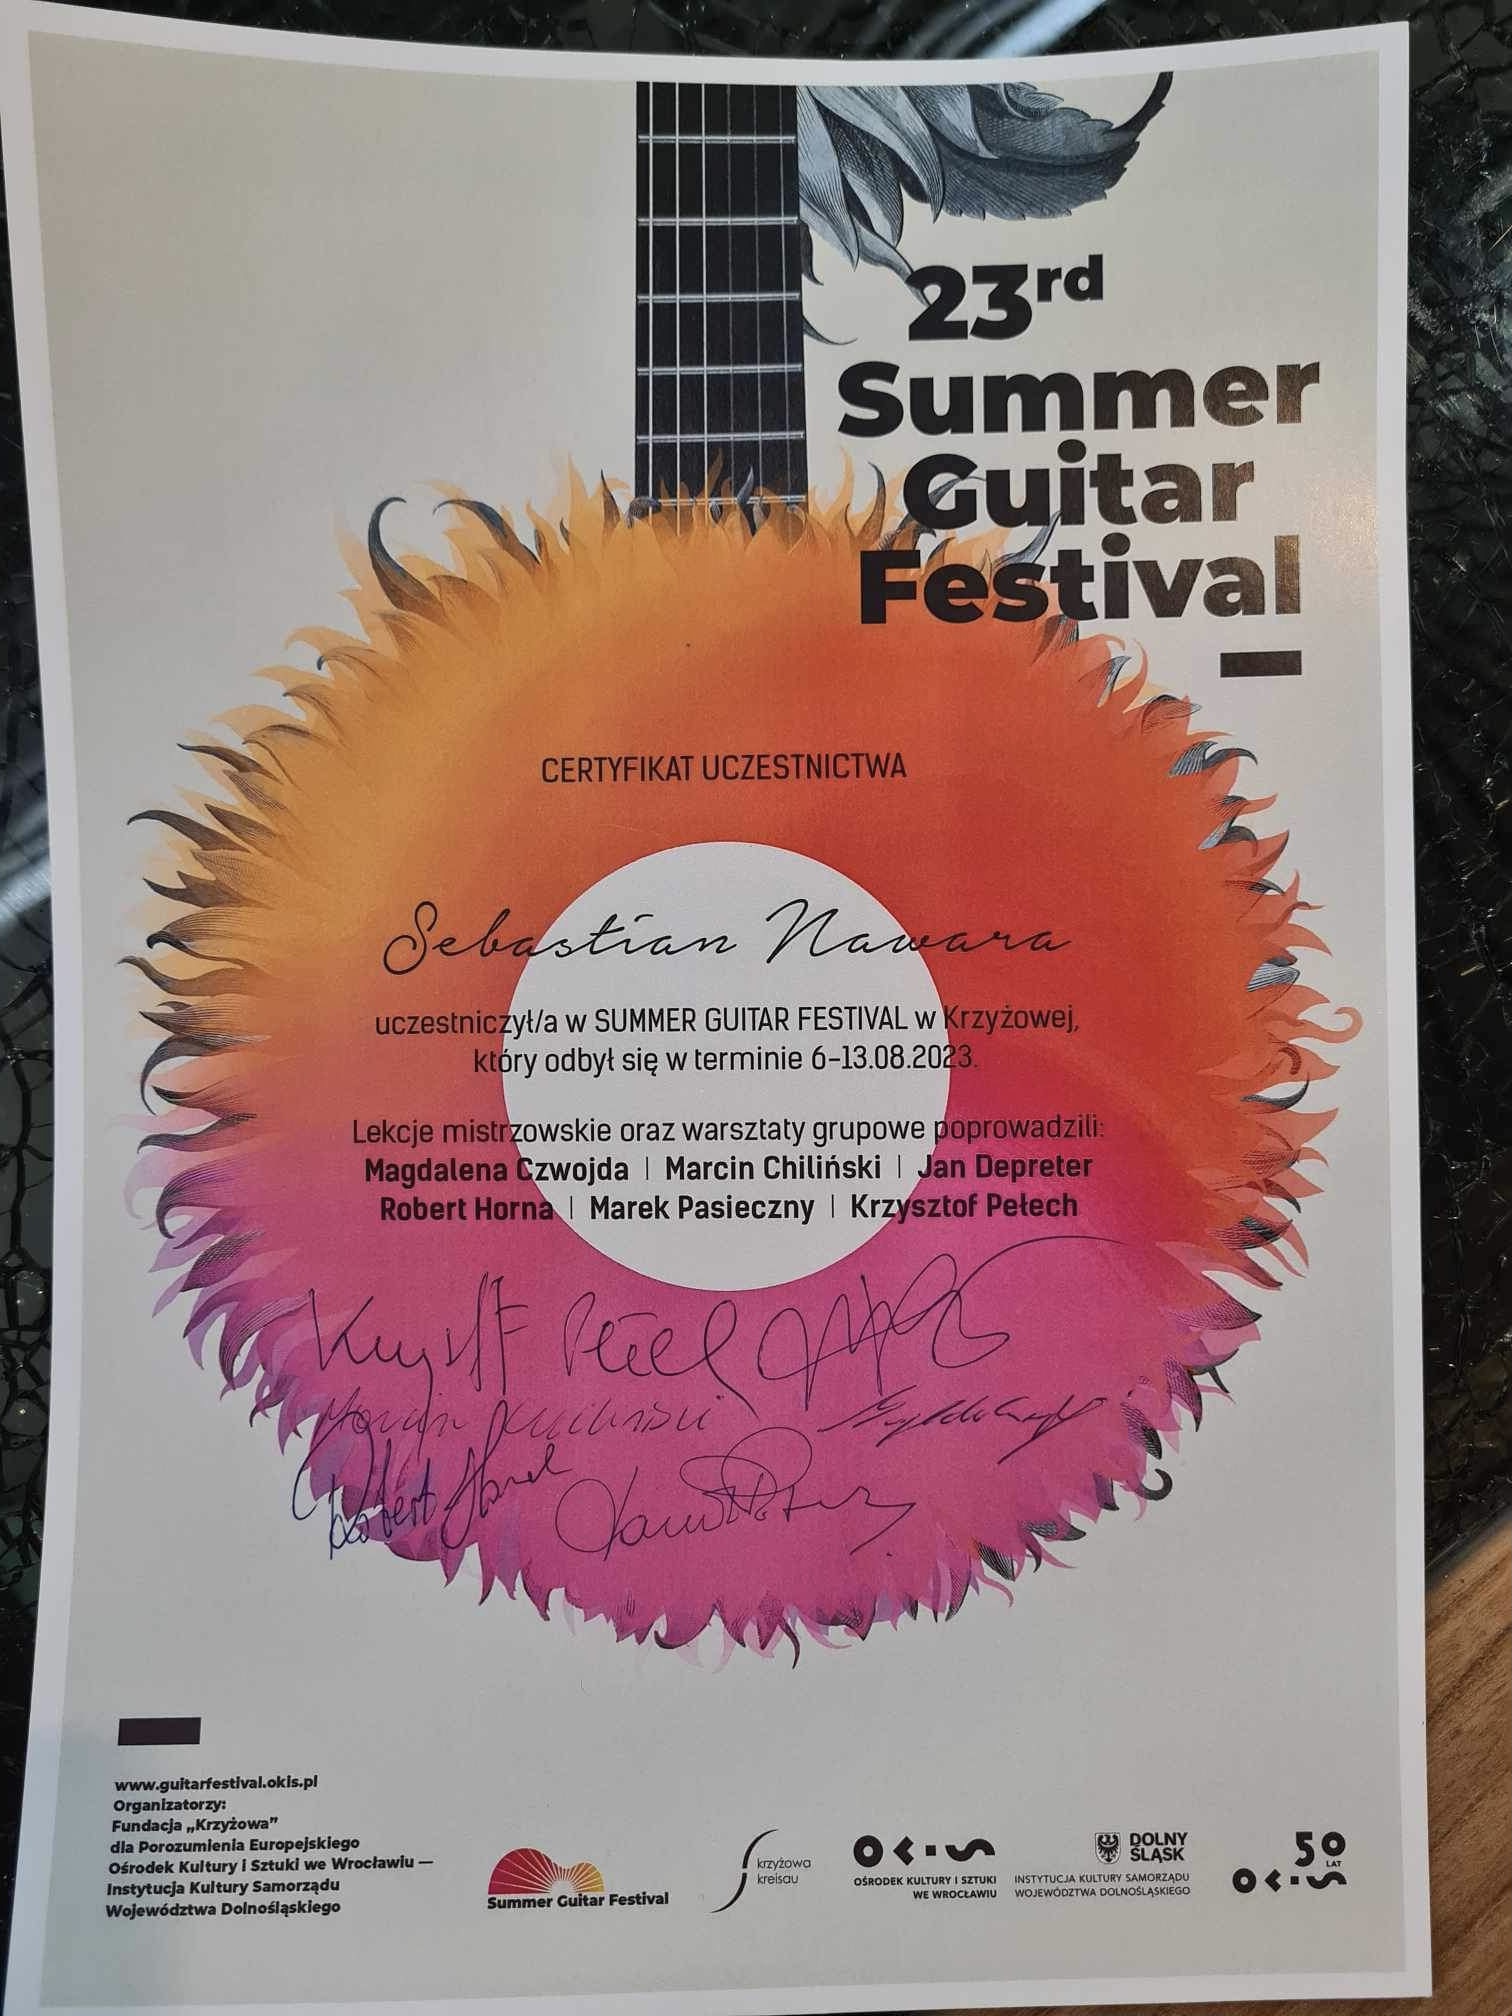 23rd
Summer
Guitar
Festival
CERTYFIKAT UCZESTNICTWA
Sebastian Nawara
uczestniczył/a w SUMMER GUITAR FESTIVAL w Krzyżowej,
który odbył się w terminie 6–13.08.2023.
Lekcje mistrzowskie oraz warsztaty grupowe poprowadzili:
Magdalena Czwojda | Marcin Chiliński | Jan Depreter
Robert Horna | Marek Pasieczny | Krzysztof Pełech
Robert
www.guitarfestival.okis.pl
Organizatorzy:
Fundacja „Krzyżowa”
dla Porozumienia Europejskiego
Ośrodek Kultury i Sztuki we Wrocławiu —
Instytucja Kultury Samorządu
Województwa Dolnośląskiego
Summer Guitar Festival
krzyżowa
kreisau
OKIS
OŚRODEK KULTURY I SZTUKI
WE WROCŁAWIU
DOLNY
ŚLĄSK
INSTYTUCJA KULTURY SAMORZĄDU
WOJEWÓDZTWA DOLNOŚLĄSKIEGO
50
LAT
OKIS